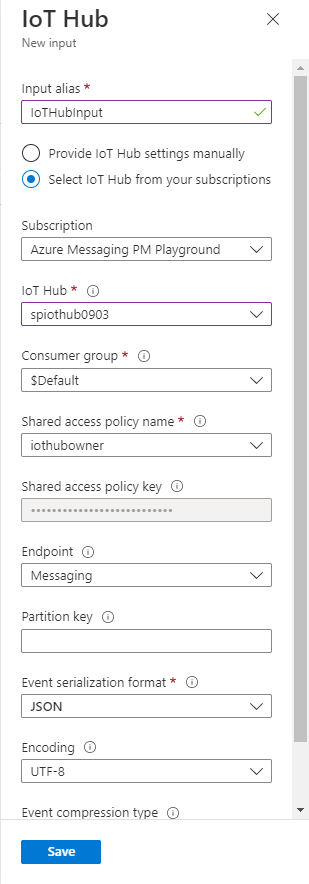 IoT Hub
New input
Input alias *
IoTHubInput
Provide IoT Hub settings manually
Select IoT Hub from your subscriptions
Subscription
Azure Messaging PM Playground
IoT Hub *
spiothub0903
Consumer group *
$Default
Shared access policy name *
iothubowner
Shared access policy key
•••••••••••••••••••••••••••
Endpoint
Messaging
Partition key
Event serialization format *
JSON
Encoding
UTF-8
Event compression type
Save